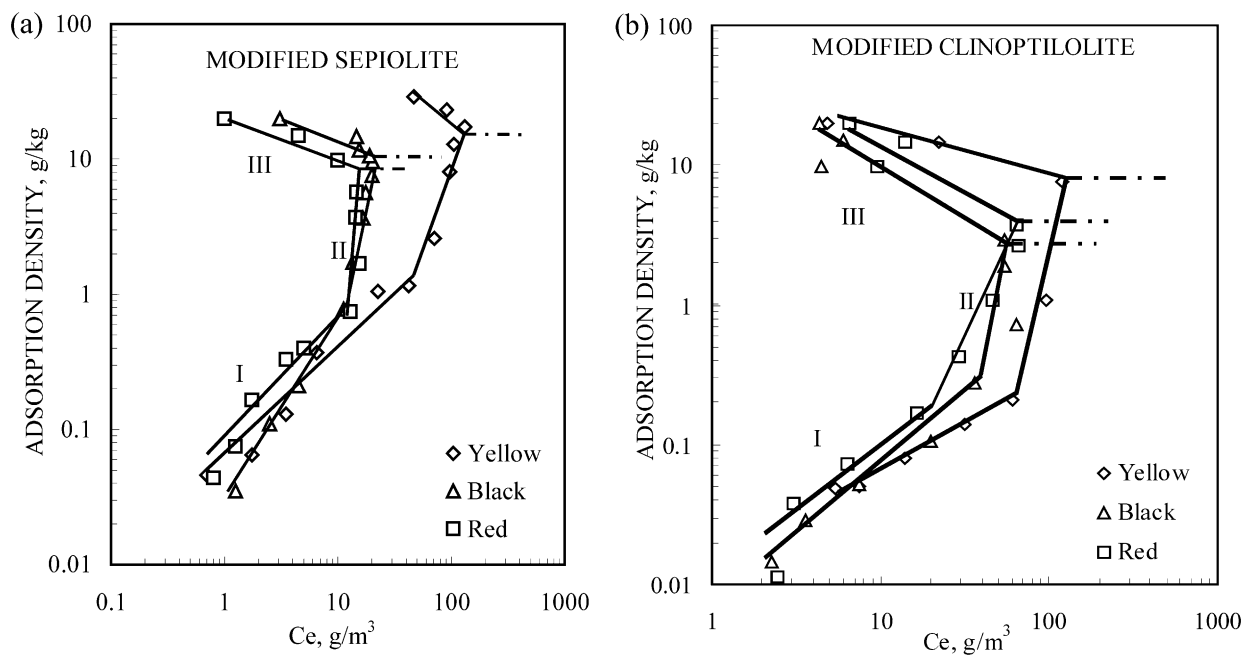 (a)
MODIFIED SEPIOLITE
ADSORPTION DENSITY, g/kg
100
10
1
0.1
0.01
III
II
I
Yellow
Black
Red
0.1 1 10 100 1000
Ce, g/m³
(b)
MODIFIED CLINOPTILOLITE
ADSORPTION DENSITY, g/kg
100
10
1
0.1
0.01
III
II
I
Yellow
Black
Red
1 10 100 1000
Ce, g/m³